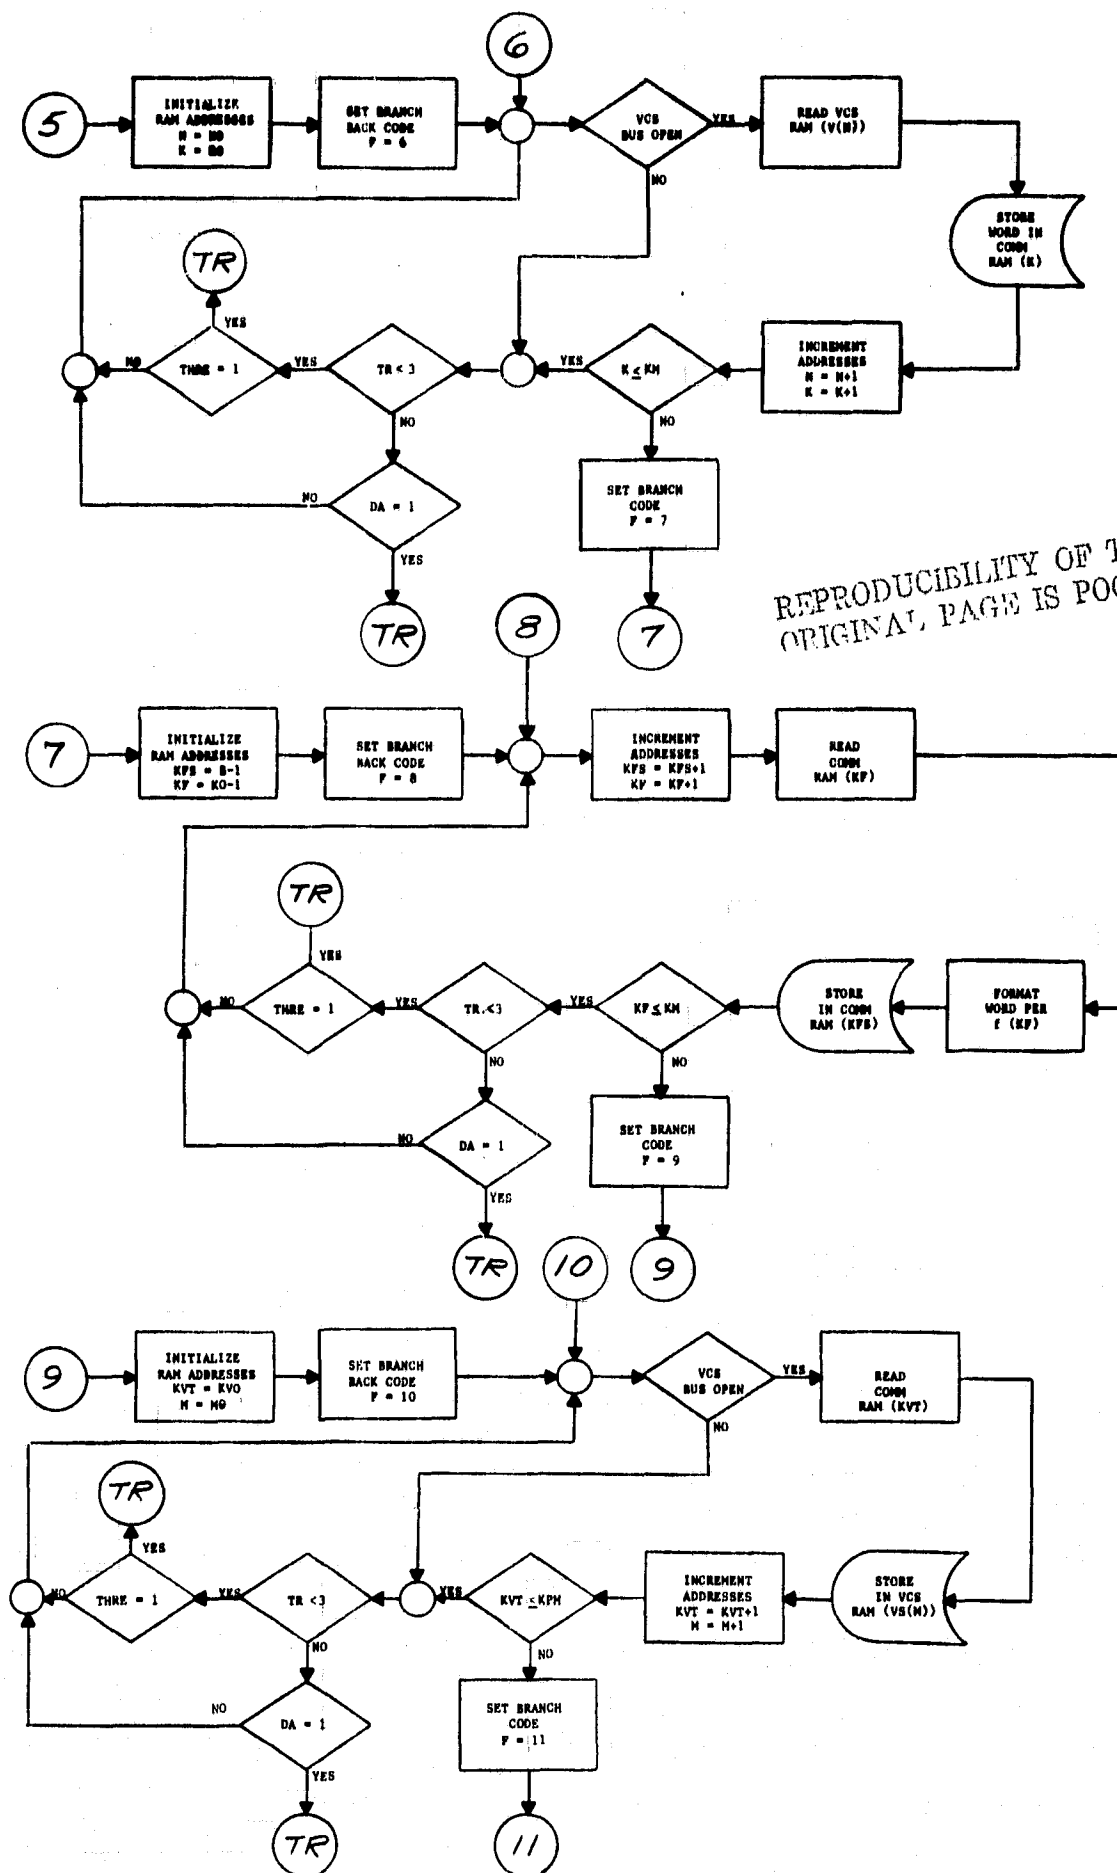 6
5
INITIALIZE
RAM ADDRESSES
SET BRANCH
BACK CODE
F = 6
VCS
BUS OPEN
YES
READ VCS
RAM (V(N))
NO
STORE
WORD IN
COMM
RAM (K)
TR
YES
NO
THRE = 1
YES
TR < 3
YES
K ≤ KM
INCREMENT
ADDRESSES
N = N+1
K = K+1
NO
NO
SET BRANCH
CODE
F = 7
NO
DA = 1
YES
TR
7
REPRODUCIBILITY OF T
ORIGINAL PAGE IS POO
8
7
INITIALIZE
RAM ADDRESSES
KFS = B-1
KF = KO-1
SET BRANCH
BACK CODE
F = 8
INCREMENT
ADDRESSES
KFS = KFS+1
KF = KF+1
READ
COMM
RAM (KF)
TR
YES
NO
THRE = 1
YES
TR <3
YES
KF ≤ KM
STORE
IN COMM
RAM (KFS)
FORMAT
WORD PER
f (KF)
NO
NO
NO
DA = 1
SET BRANCH
CODE
F = 9
YES
TR
10
9
9
INITIALIZE
RAM ADDRESSES
KVT = KVO
M = MO
SET BRANCH
BACK CODE
F = 10
VCS
BUS OPEN
YES
READ
COMM
RAM (KVT)
NO
TR
YES
NO
THRE = 1
YES
TR <3
YES
KVT ≤ KPM
INCREMENT
ADDRESSES
KVT = KVT+1
M = M+1
STORE
IN VCS
RAM (VS(M))
NO
NO
NO
DA = 1
SET BRANCH
CODE
F = 11
YES
TR
11